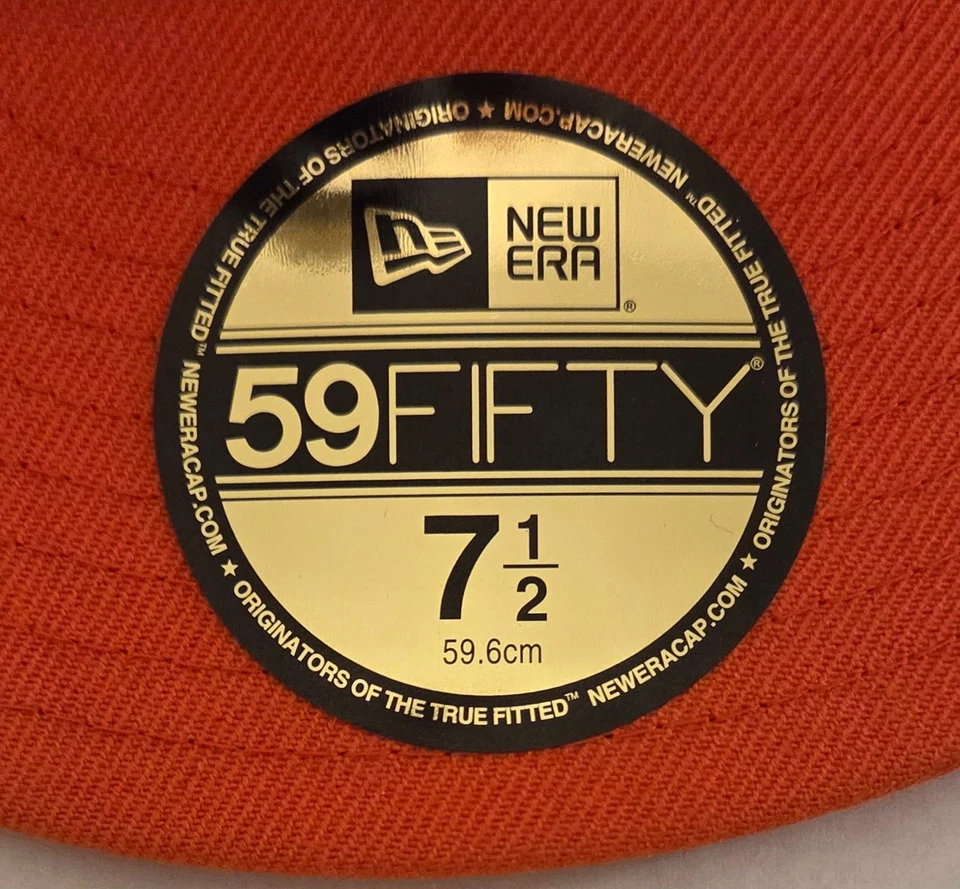 NEW
ERA
®
59FIFTY®
7 1/2
59.6cm
ORIGINATORS OF THE TRUE FITTED™ NEWERACAP.COM ★
ORIGINATORS OF THE TRUE FITTED™ NEWERACAP.COM ★
ORIGINATORS OF THE TRUE FITTED™ NEWERACAP.COM ★